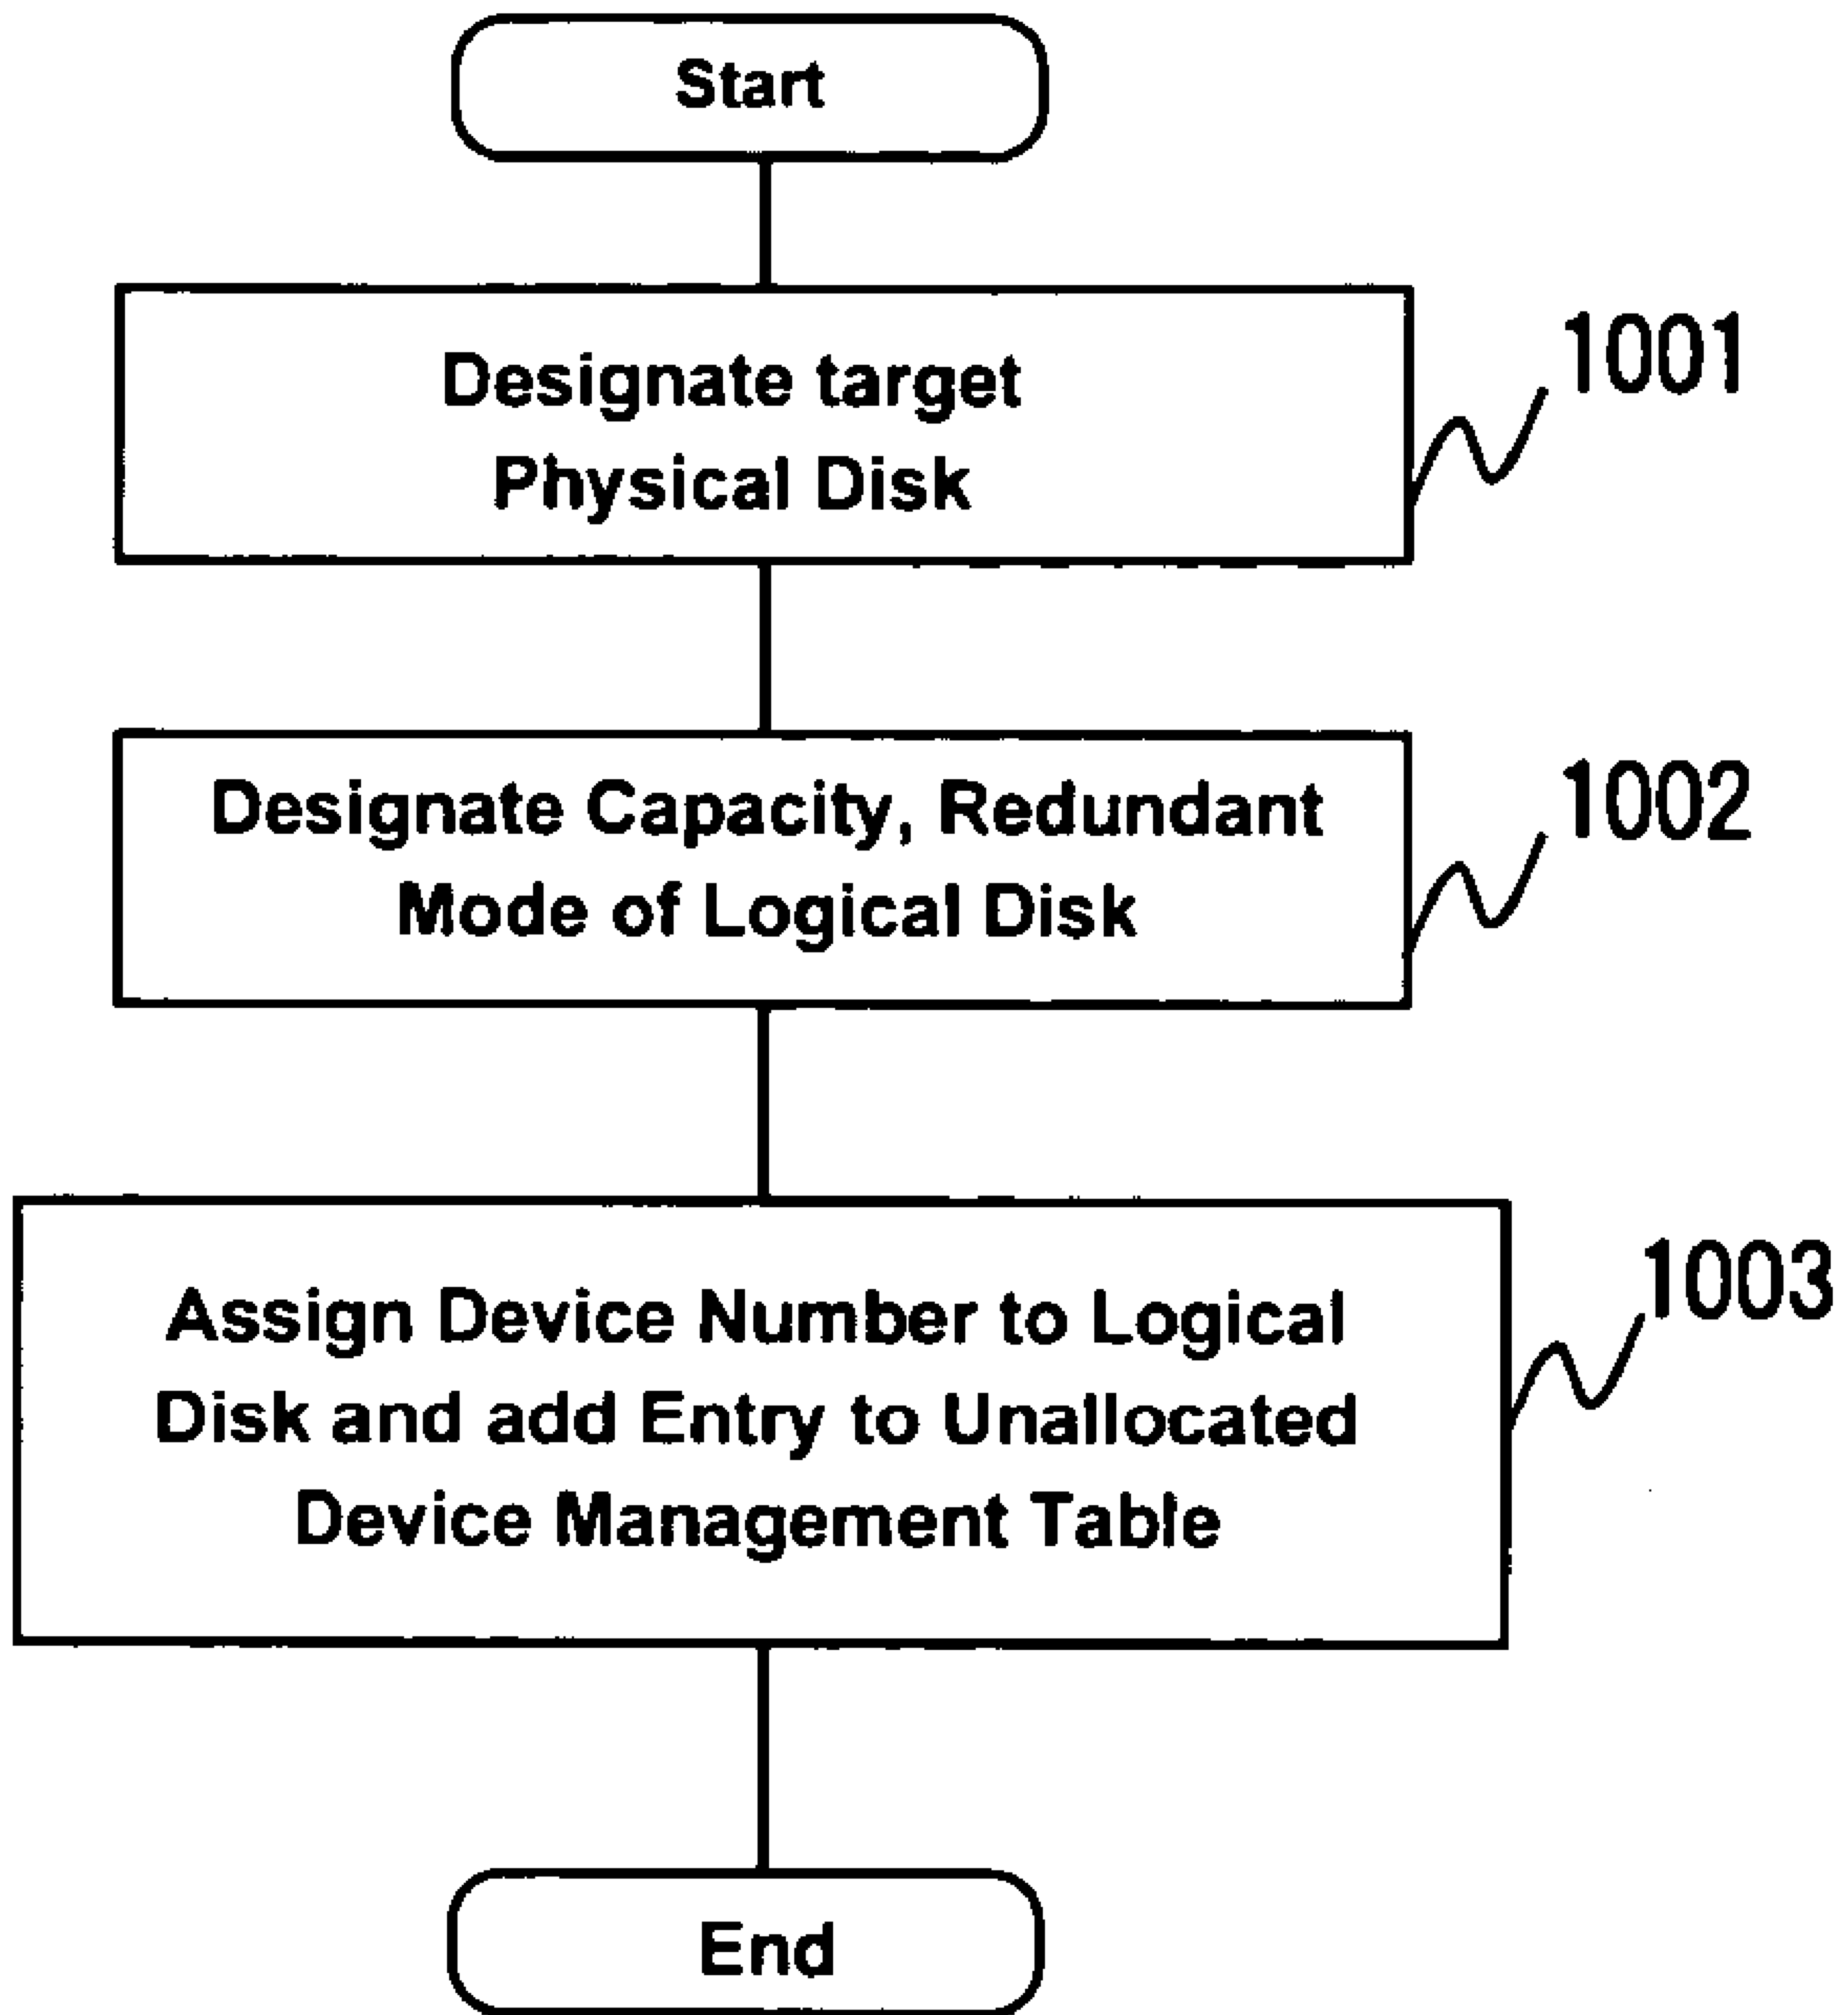 Start
Designate target
Physical Disk
1001
Designate Capacity, Redundant
Mode of Logical Disk
1002
Assign Device Number to Logical
Disk and add Entry to Unallocated
Device Management Table
1003
End